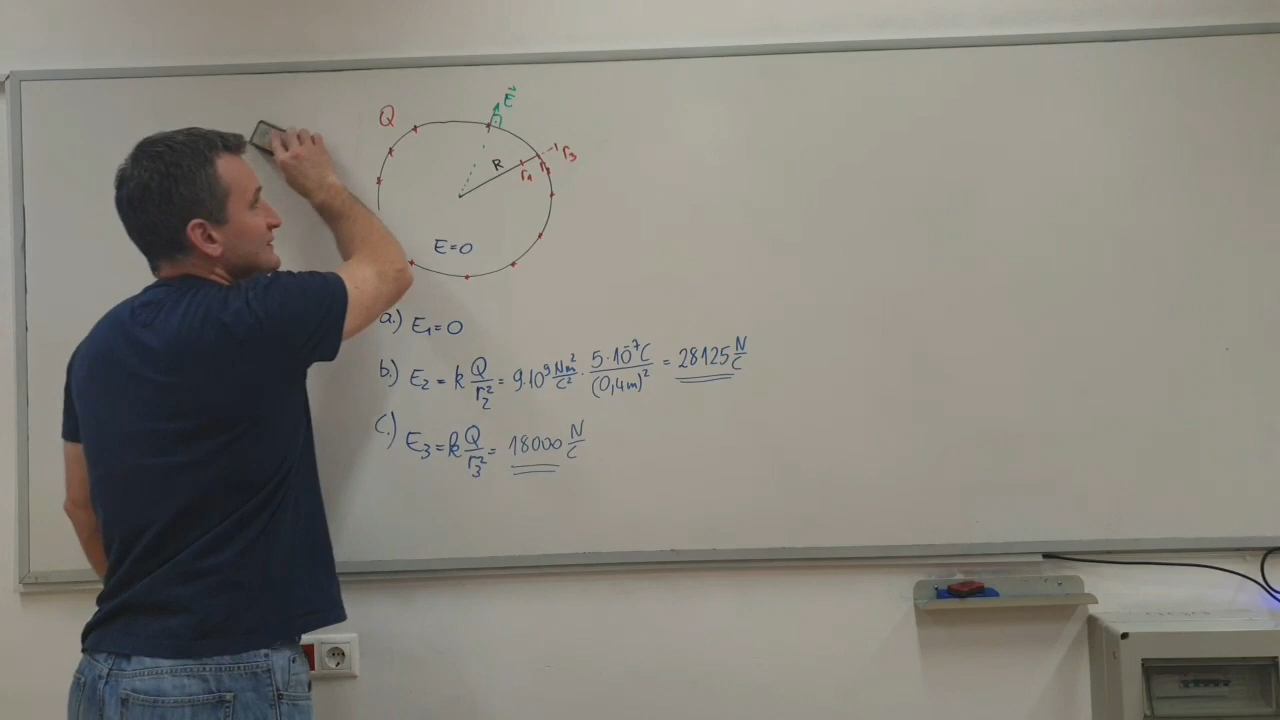 Q
E⃗
R
r₁ r r₃
E=0
a.) E₁=0
b.) E₂ = k Q/r₂² = 9·10⁹ Nm²/C² · 5·10⁻⁷C/(0,4m)² = 28125 N/C
c.) E₃=k Q/r₃² = 18000 N/C